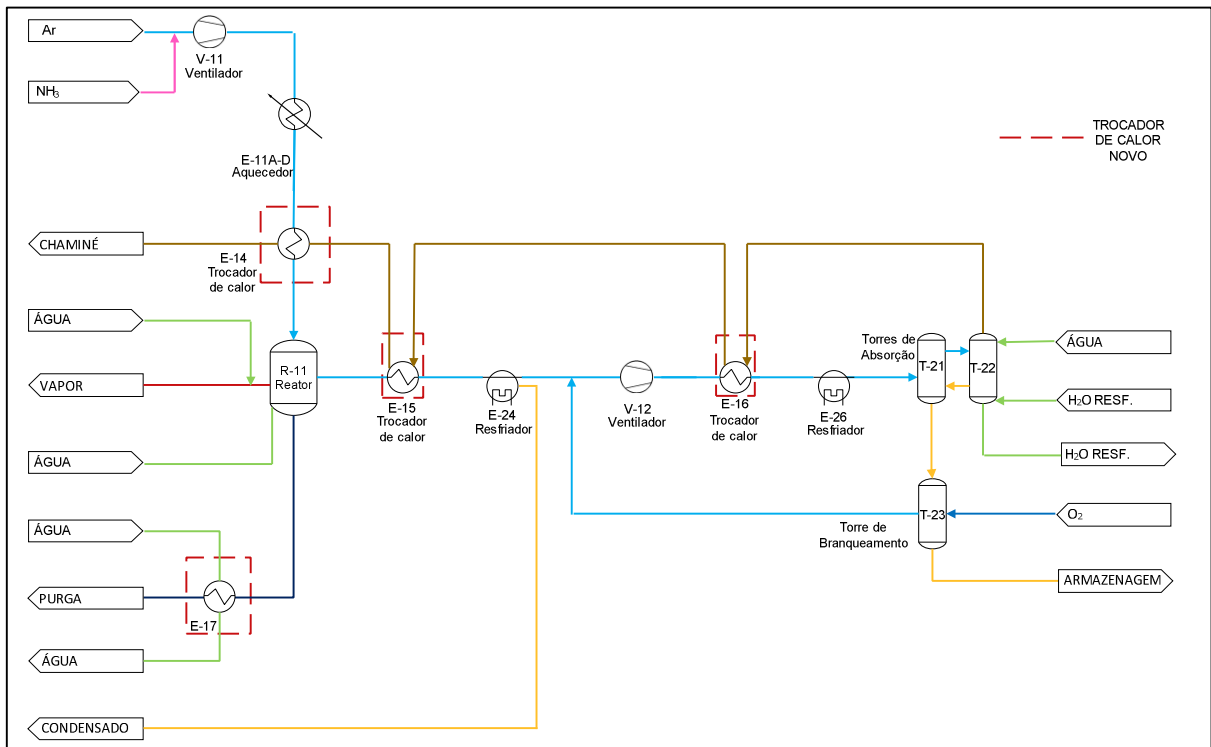 Ar
V-11
Ventilador
NH₃
E-11A-D
Aquecedor
TROCADOR
DE CALOR
NOVO
CHAMINÉ
E-14
Trocador
de calor
ÁGUA
R-11
Reator
VAPOR
E-15
Trocador
de calor
E-24
Resfriador
V-12
Ventilador
E-16
Trocador
de calor
E-26
Resfriador
Torres de
Absorção
T-21
T-22
ÁGUA
H₂O RESF.
H₂O RESF.
ÁGUA
ÁGUA
T-23
O₂
Torre de
Branqueamento
PURGA
E-17
ARMAZENAGEM
ÁGUA
CONDENSADO